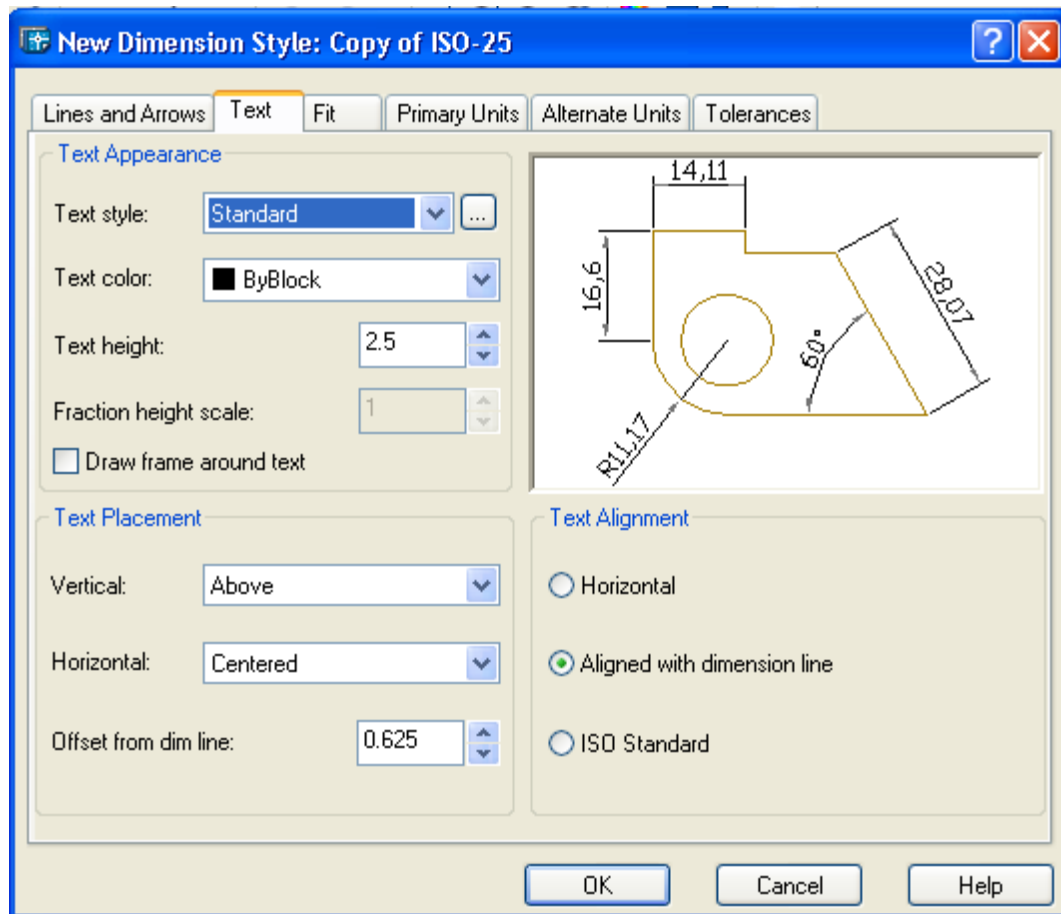 New Dimension Style: Copy of ISO-25
Lines and Arrows Text Fit Primary Units Alternate Units Tolerances
Text Appearance
Text style: Standard ...
Text color: ByBlock
Text height: 2.5
Fraction height scale: 1
Draw frame around text
14,11
16,6
28,07
60°
R11,17
Text Placement
Vertical: Above
Horizontal: Centered
Offset from dim line: 0.625
Text Alignment
Horizontal
Aligned with dimension line
ISO Standard
OK Cancel Help